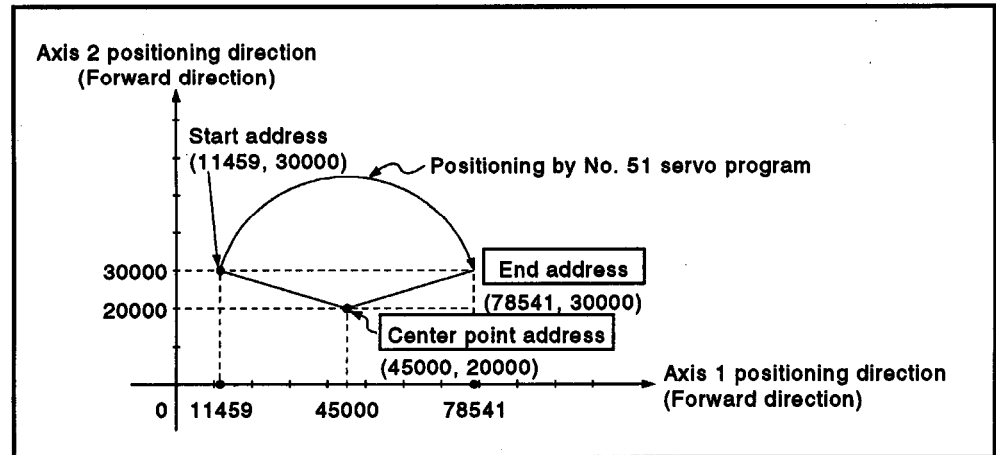 Axis 2 positioning direction
(Forward direction)
Start address
(11459, 30000)
Positioning by No. 51 servo program
30000
End address
(78541, 30000)
20000
Center point address
(45000, 20000)
Axis 1 positioning direction
(Forward direction)
0 11459 45000 78541